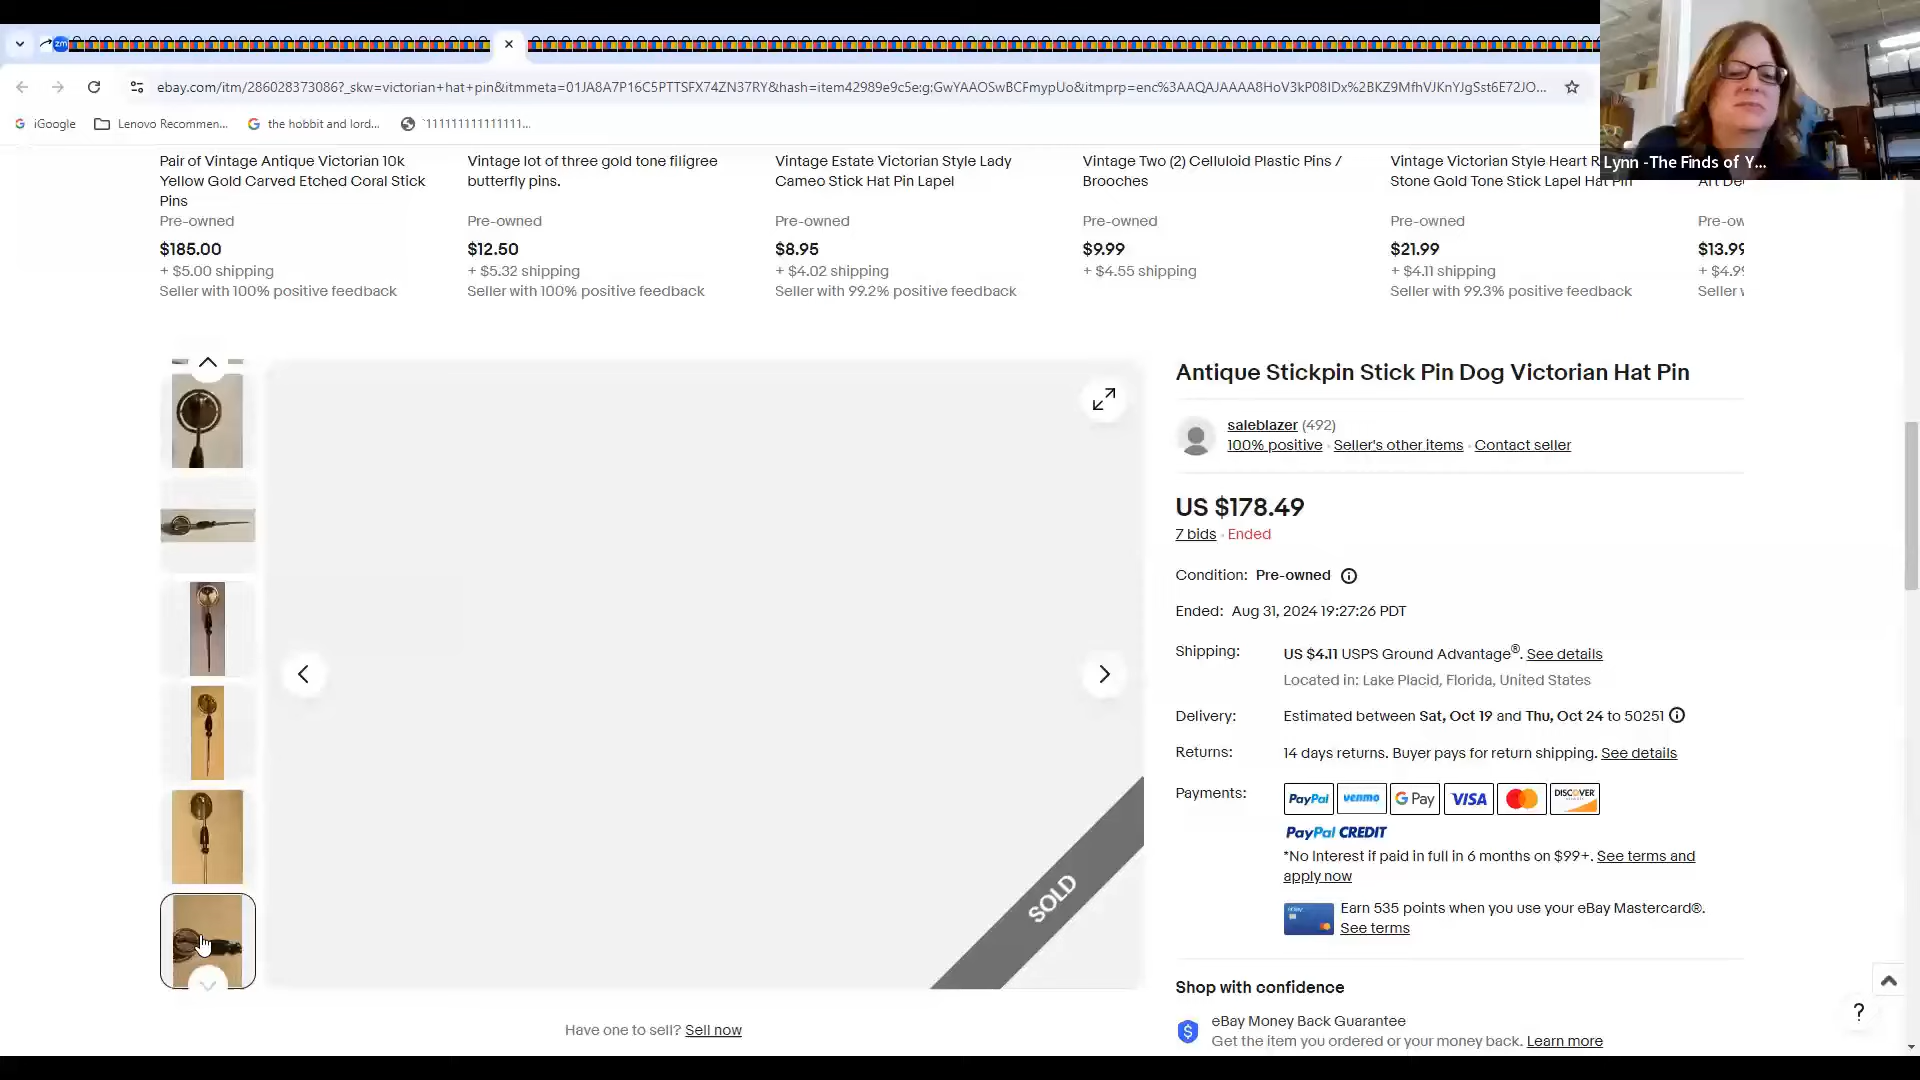 zm
ebay.com/itm/286028373086?_skw=victorian+hat+pin&itmmeta=01JA8A7P16C5PTTSFX74ZN37RY&hash=item42989e9c5e:g:GwYAAOSwBCFmypUo&itmprp=enc%3AAQAJAAAA8HoV3kP08IDx%2BKZ9MfhVJKnYJgSst6E72JO...
iGoogle
Lenovo Recommen...
the hobbit and lord...
`111111111111111...
Lynn -The Finds of Y...
Pair of Vintage Antique Victorian 10k
Yellow Gold Carved Etched Coral Stick
Pins
Pre-owned
$185.00
+ $5.00 shipping
Seller with 100% positive feedback
Vintage lot of three gold tone filigree
butterfly pins.
Pre-owned
$12.50
+ $5.32 shipping
Seller with 100% positive feedback
Vintage Estate Victorian Style Lady
Cameo Stick Hat Pin Lapel
Pre-owned
$8.95
+ $4.02 shipping
Seller with 99.2% positive feedback
Vintage Two (2) Celluloid Plastic Pins /
Brooches
Pre-owned
$9.99
+ $4.55 shipping
Vintage Victorian Style Heart R
Stone Gold Tone Stick Lapel Hat Pin
Pre-owned
$21.99
+ $4.11 shipping
Seller with 99.3% positive feedback
Art De
Pre-ow
$13.99
+ $4.99
Seller
Antique Stickpin Stick Pin Dog Victorian Hat Pin
saleblazer (492)
100% positive · Seller's other items · Contact seller
US $178.49
7 bids · Ended
Condition: Pre-owned
Ended: Aug 31, 2024 19:27:26 PDT
Shipping: US $4.11 USPS Ground Advantage®. See details
Located in: Lake Placid, Florida, United States
Delivery: Estimated between Sat, Oct 19 and Thu, Oct 24 to 50251
Returns: 14 days returns. Buyer pays for return shipping. See details
Payments: PayPal venmo G Pay VISA DISCOVER
PayPal CREDIT
*No Interest if paid in full in 6 months on $99+. See terms and
apply now
Earn 535 points when you use your eBay Mastercard®.
See terms
SOLD
Shop with confidence
eBay Money Back Guarantee
Get the item you ordered or your money back. Learn more
Have one to sell? Sell now
?